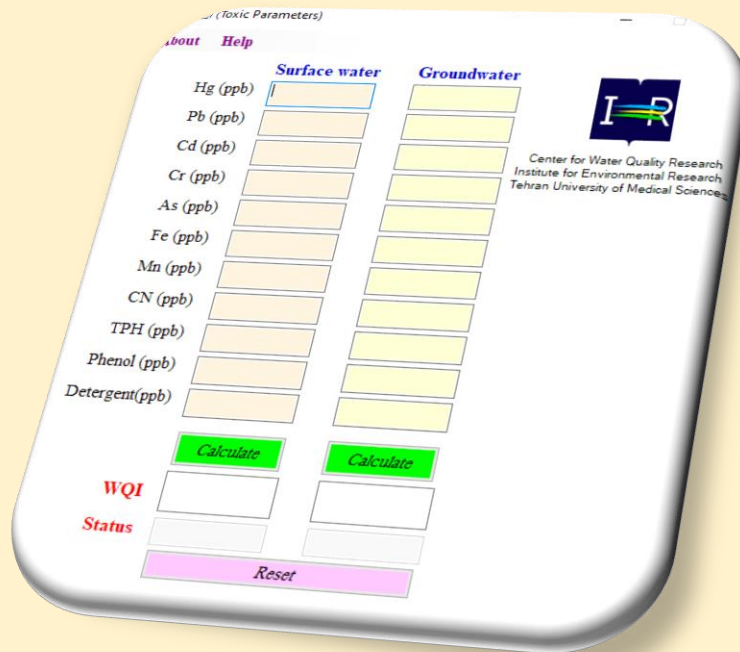 (Toxic Parameters)
About Help
Surface water Groundwater
Hg (ppb)
Pb (ppb)
Cd (ppb)
Cr (ppb)
As (ppb)
Fe (ppb)
Mn (ppb)
CN (ppb)
TPH (ppb)
Phenol (ppb)
Detergent(ppb)
Calculate Calculate
WQI
Status
Reset
I R
Center for Water Quality Research
Institute for Environmental Research
Tehran University of Medical Sciences